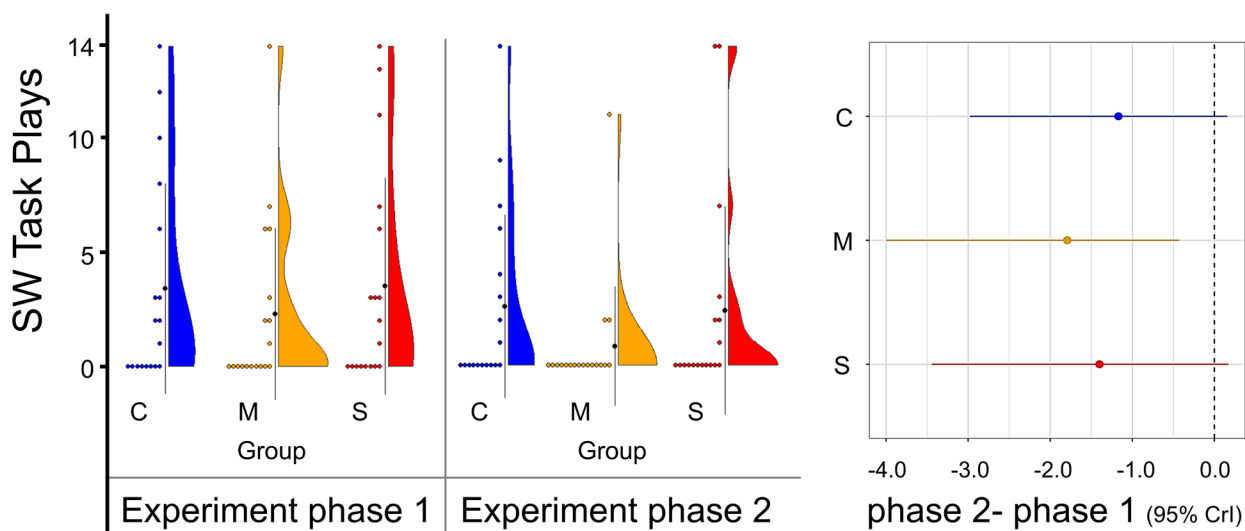 SW Task Plays
14
10
5
0
C M S
Group
Experiment phase 1
C M S
Group
Experiment phase 2
C
M
S
-4.0 -3.0 -2.0 -1.0 0.0
phase 2- phase 1 (95% CrI)